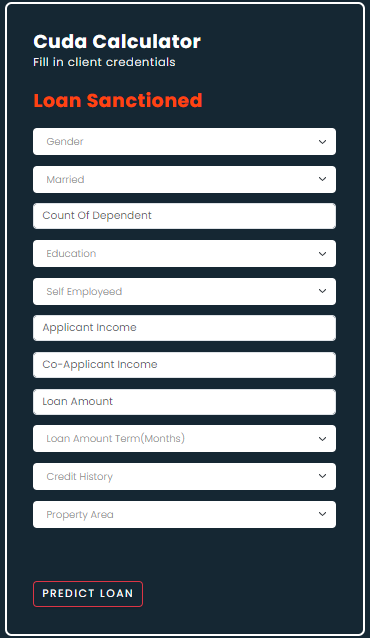 Cuda Calculator
Fill in client credentials
Loan Sanctioned
Gender
Married
Count Of Dependent
Education
Self Employeed
Applicant Income
Co-Applicant Income
Loan Amount
Loan Amount Term(Months)
Credit History
Property Area
PREDICT LOAN